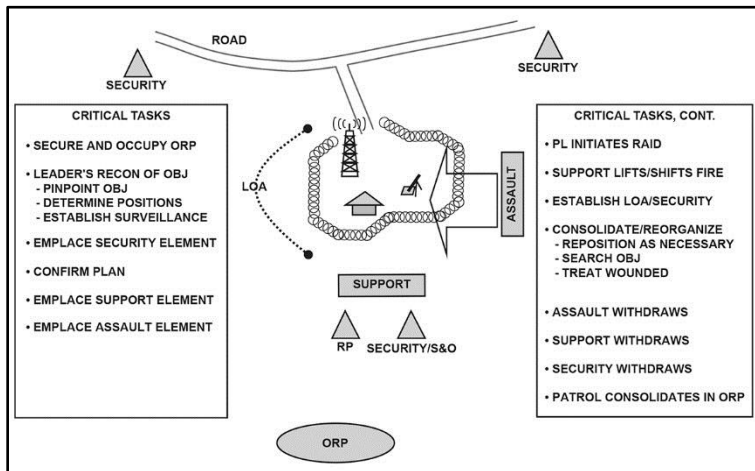 ROAD
SECURITY
SECURITY
CRITICAL TASKS
• SECURE AND OCCUPY ORP
• LEADER'S RECON OF OBJ
- PINPOINT OBJ
- DETERMINE POSITIONS
- ESTABLISH SURVEILLANCE
• EMPLACE SECURITY ELEMENT
• CONFIRM PLAN
• EMPLACE SUPPORT ELEMENT
• EMPLACE ASSAULT ELEMENT
LOA
ASSAULT
SUPPORT
RP
SECURITY/S&O
ORP
CRITICAL TASKS, CONT.
• PL INITIATES RAID
• SUPPORT LIFTS/SHIFTS FIRE
• ESTABLISH LOA/SECURITY
• CONSOLIDATE/REORGANIZE
- REPOSITION AS NECESSARY
- SEARCH OBJ
- TREAT WOUNDED
• ASSAULT WITHDRAWS
• SUPPORT WITHDRAWS
• SECURITY WITHDRAWS
• PATROL CONSOLIDATES IN ORP